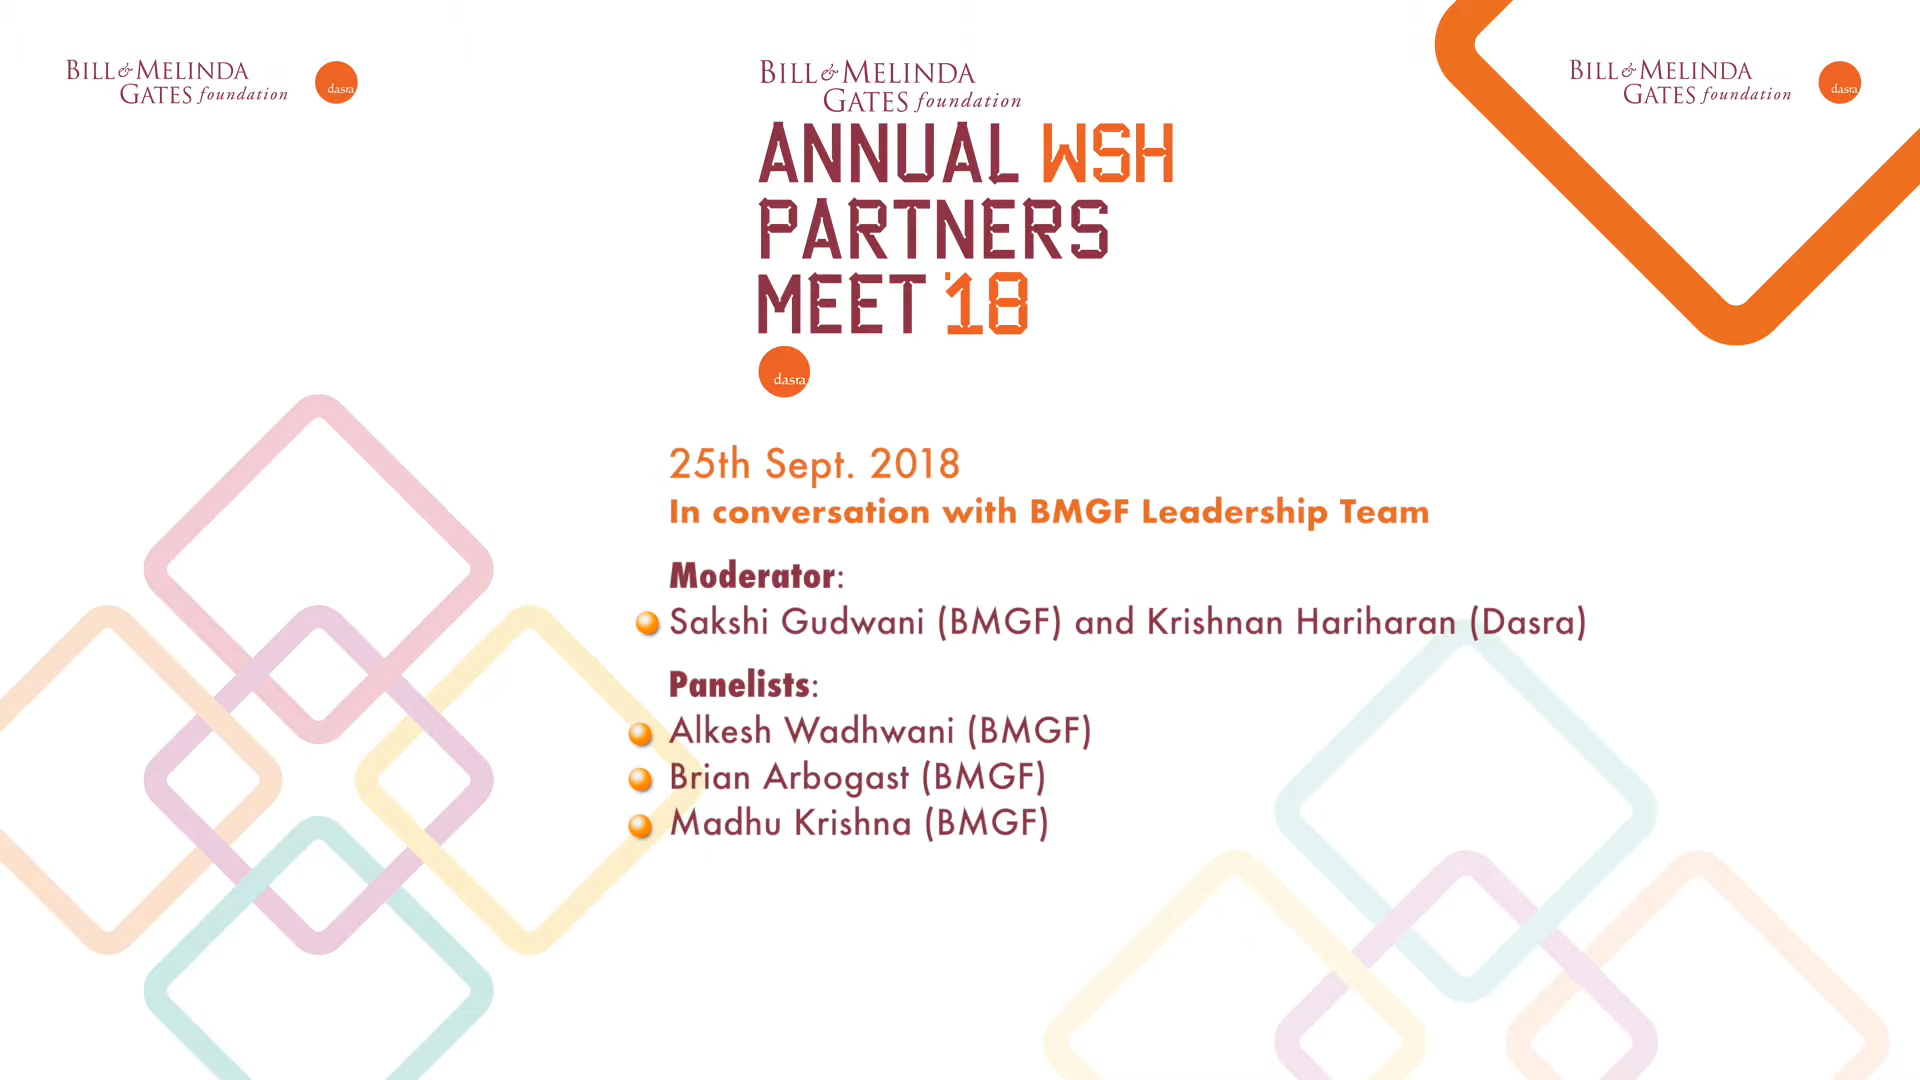 BILL & MELINDA
GATES foundation
dasra
BILL & MELINDA
GATES foundation
BILL & MELINDA
GATES foundation
dasra
ANNUAL WSH
PARTNERS
MEET '18
dasra
25th Sept. 2018
In conversation with BMGF Leadership Team
Moderator:
Sakshi Gudwani (BMGF) and Krishnan Hariharan (Dasra)
Panelists:
Alkesh Wadhwani (BMGF)
Brian Arbogast (BMGF)
Madhu Krishna (BMGF)